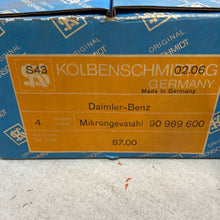 ORIGINAL
KOLBENSCHMIDT
S43
02.06
KOLBENSCHMIDT
GERMANY
Made in Germany
Daimler-Benz
4
Mikrongesstahl 90 989 600
87.00
ORIGINAL